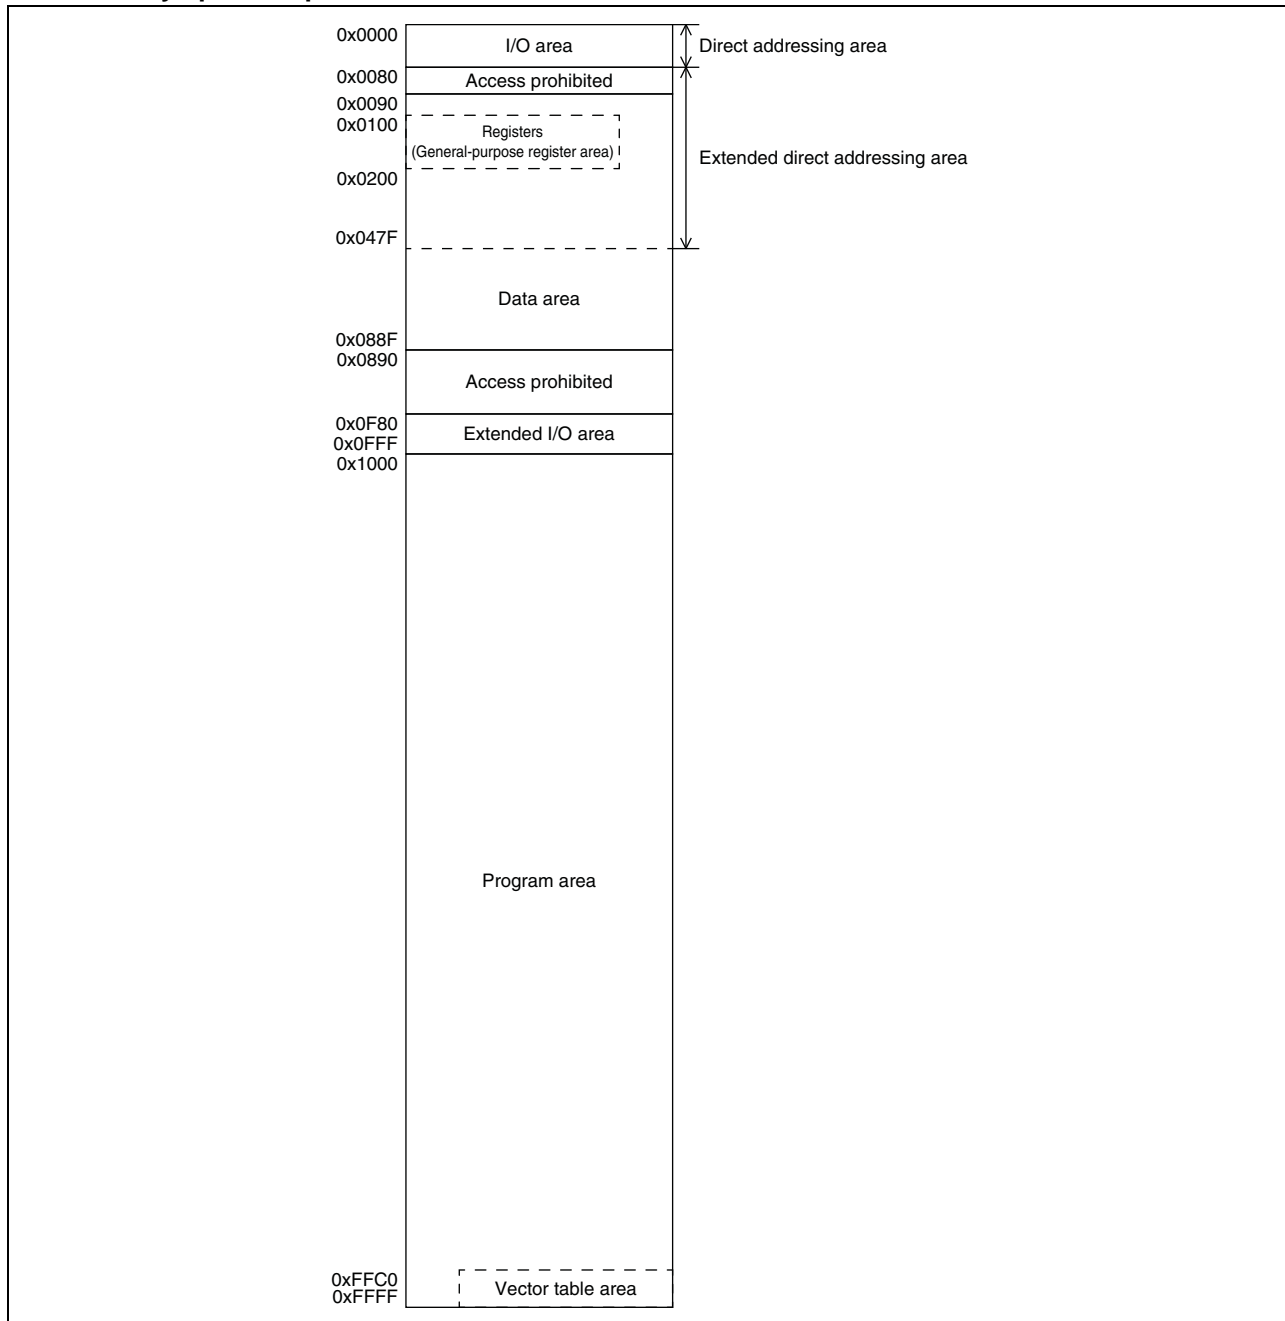 0x0000
I/O area
Direct addressing area
0x0080
Access prohibited
0x0090
0x0100
Registers
(General-purpose register area)
Extended direct addressing area
0x0200
0x047F
Data area
0x088F
0x0890
Access prohibited
0x0F80
Extended I/O area
0x0FFF
0x1000
Program area
0xFFC0
Vector table area
0xFFFF